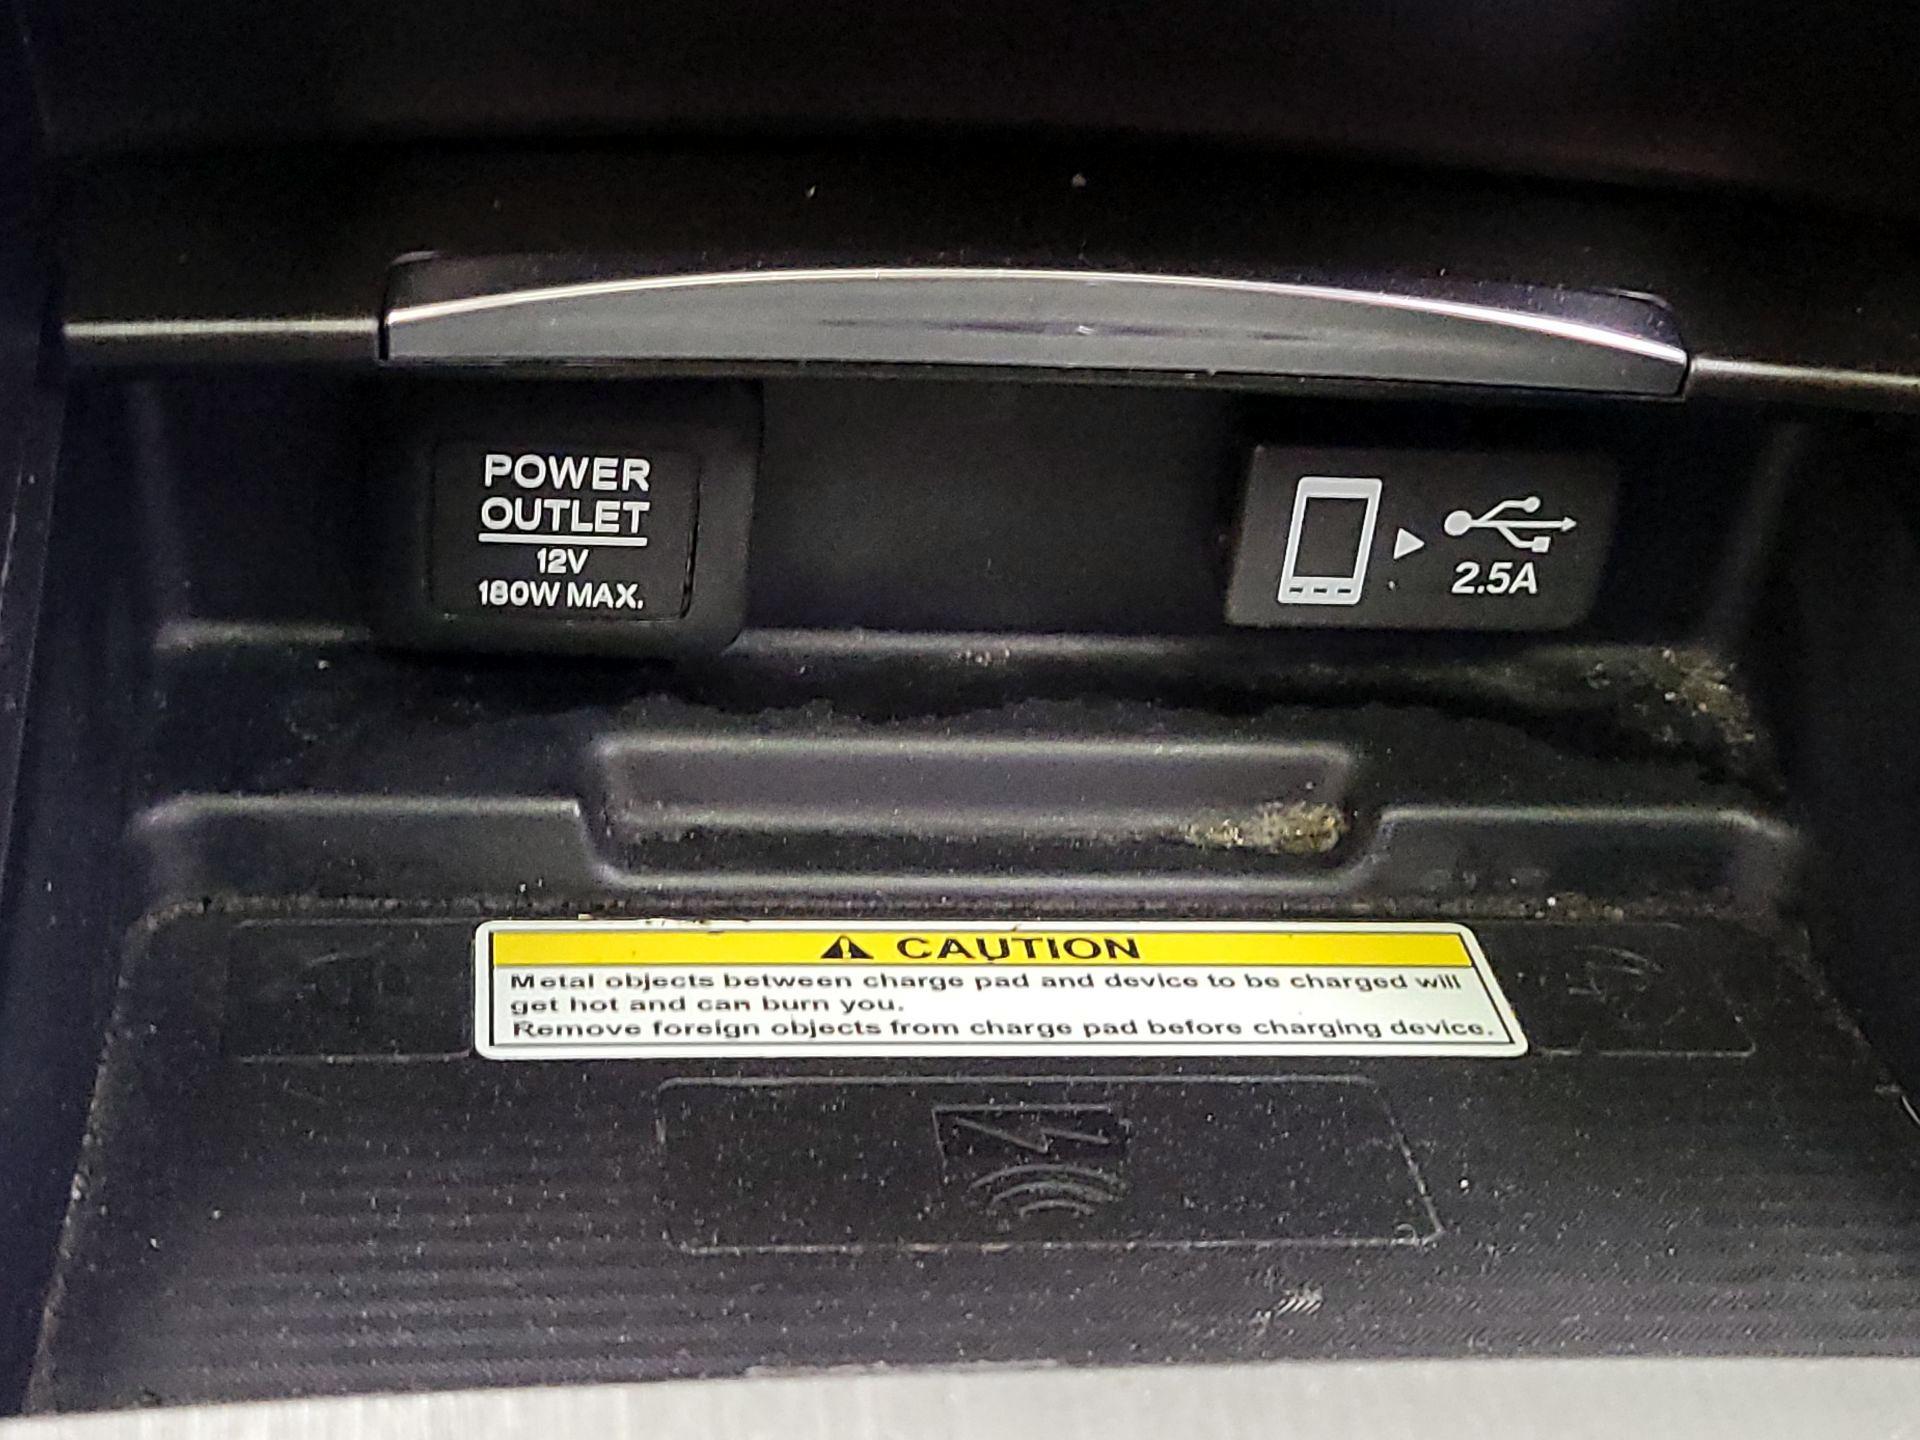 POWER
OUTLET
12V
180W MAX.
2.5A
CAUTION
Metal objects between charge pad and device to be charged will
get hot and can burn you.
Remove foreign objects from charge pad before charging device.